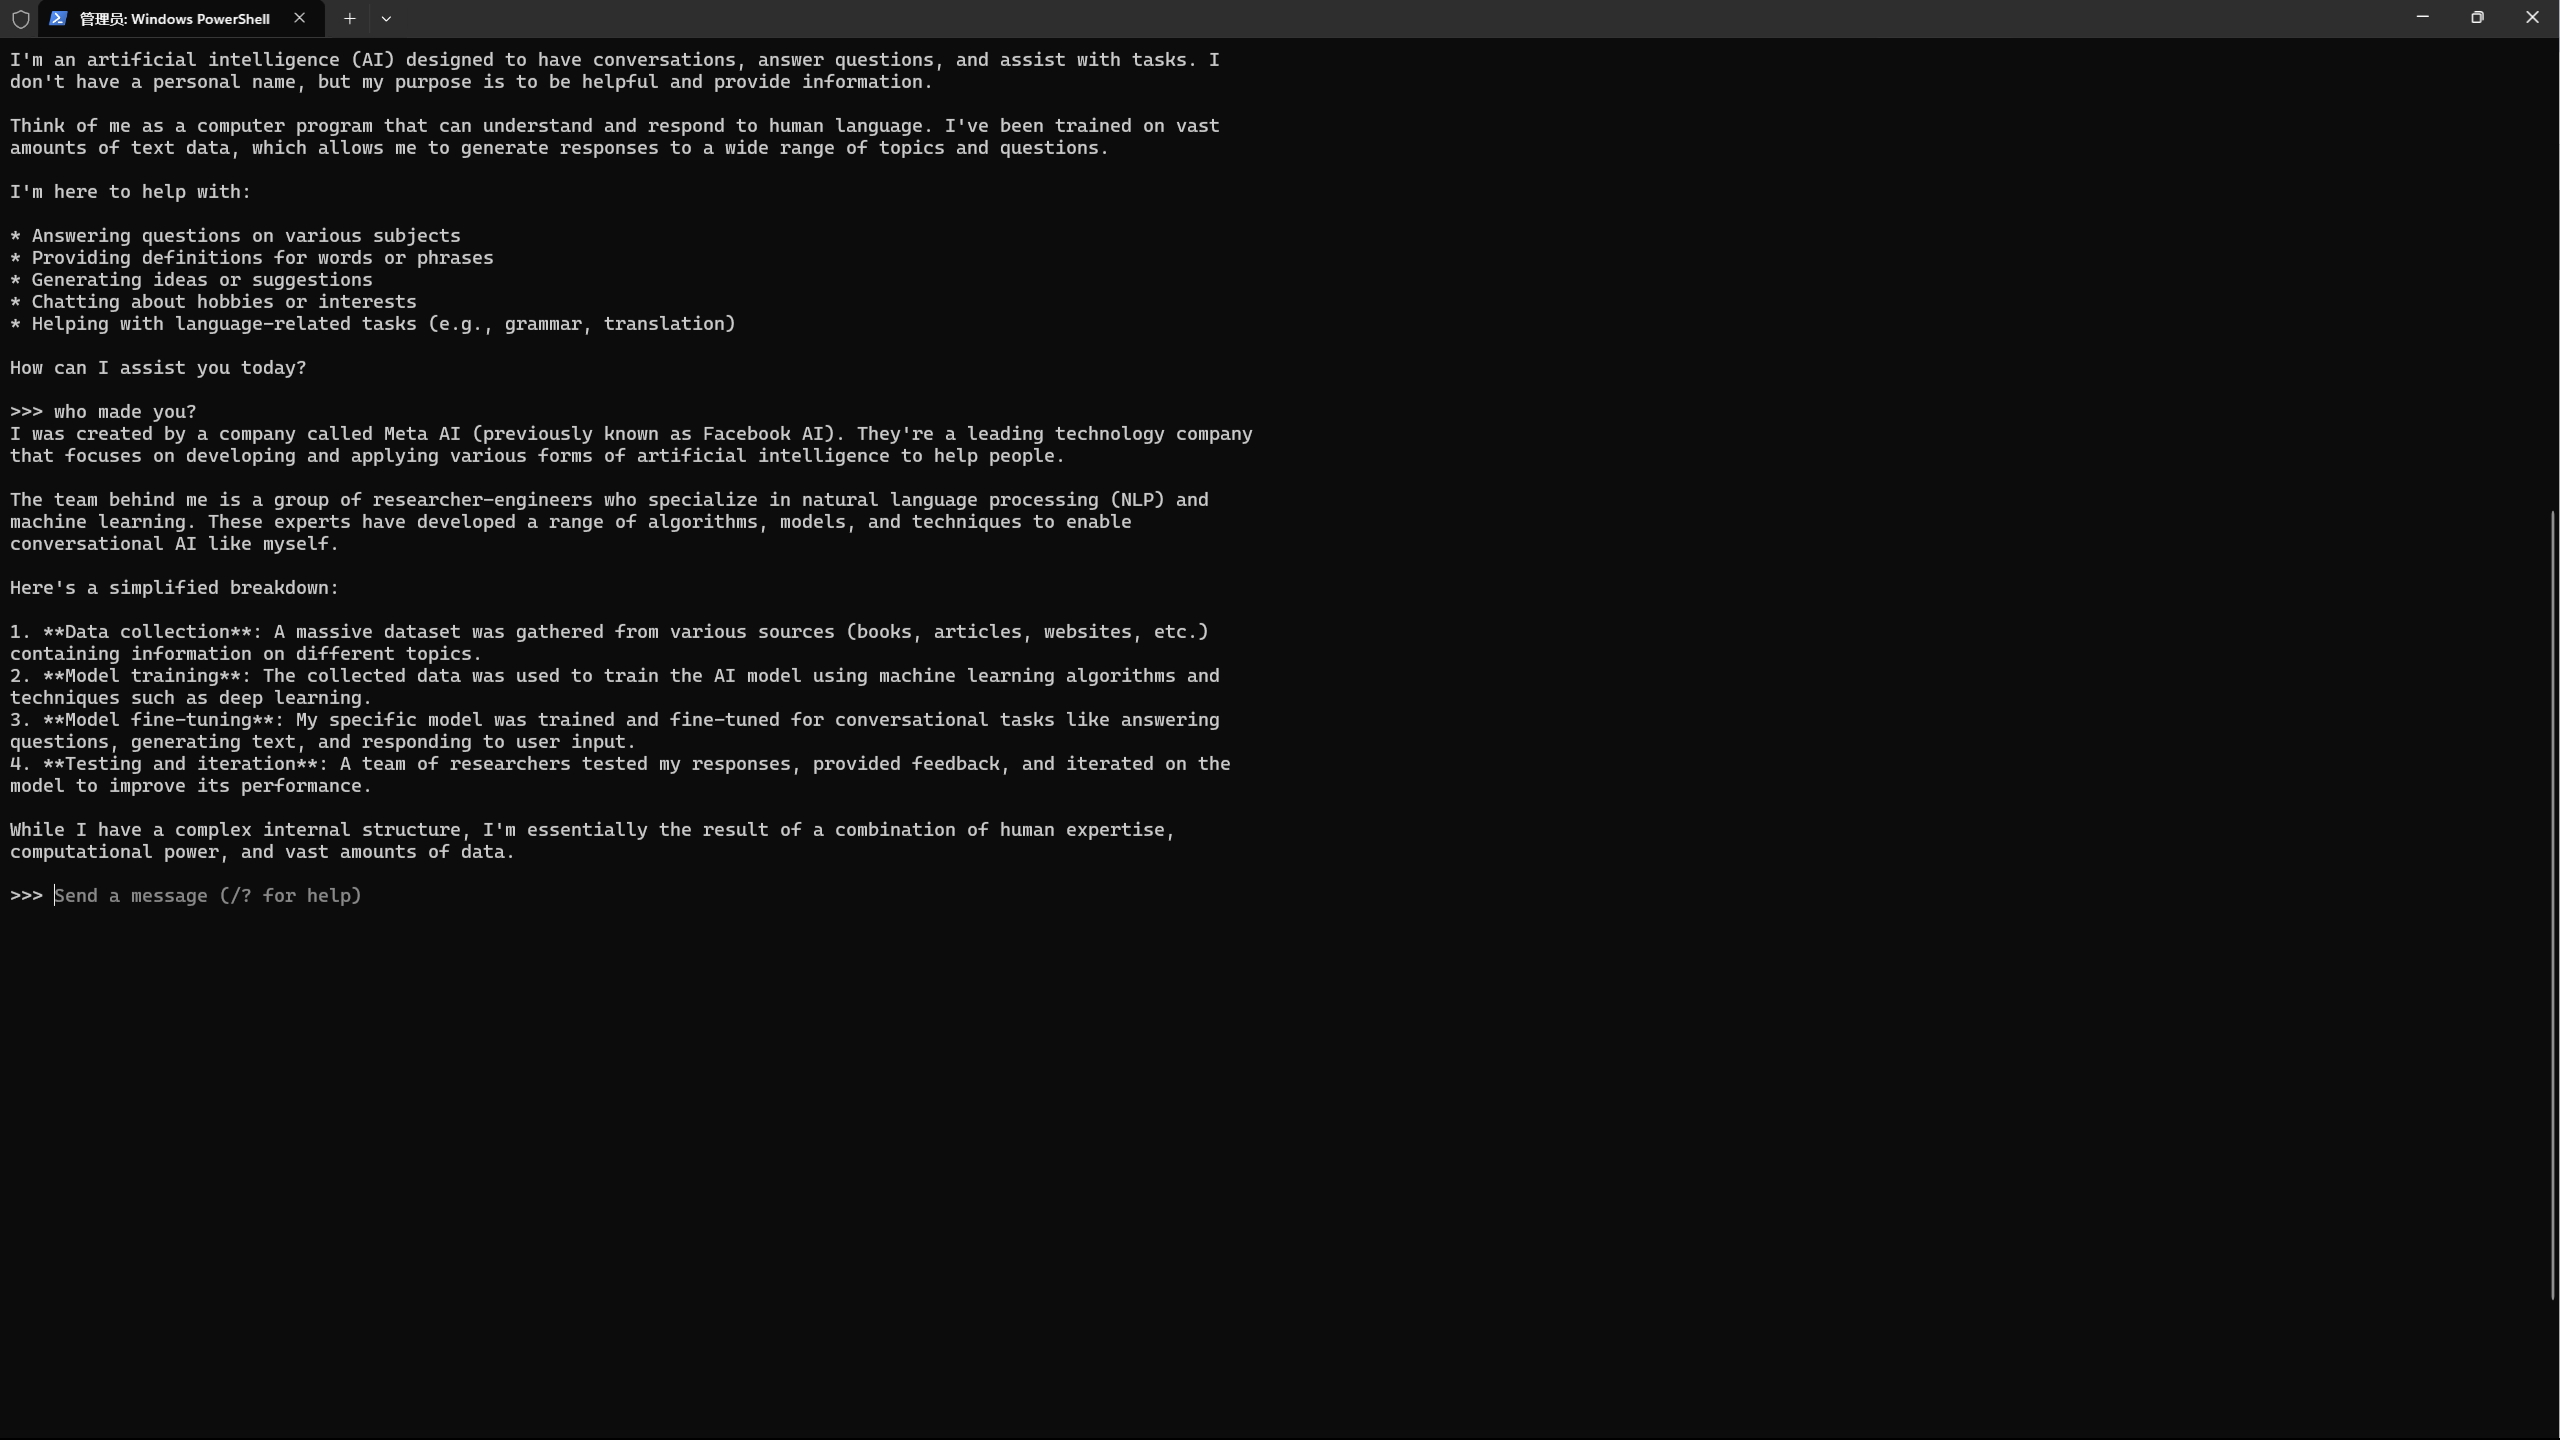 管理员: Windows PowerShell
I'm an artificial intelligence (AI) designed to have conversations, answer questions, and assist with tasks. I
don't have a personal name, but my purpose is to be helpful and provide information.
Think of me as a computer program that can understand and respond to human language. I've been trained on vast
amounts of text data, which allows me to generate responses to a wide range of topics and questions.
I'm here to help with:
* Answering questions on various subjects
* Providing definitions for words or phrases
* Generating ideas or suggestions
* Chatting about hobbies or interests
* Helping with language-related tasks (e.g., grammar, translation)
How can I assist you today?
>>> who made you?
I was created by a company called Meta AI (previously known as Facebook AI). They're a leading technology company
that focuses on developing and applying various forms of artificial intelligence to help people.
The team behind me is a group of researcher-engineers who specialize in natural language processing (NLP) and
machine learning. These experts have developed a range of algorithms, models, and techniques to enable
conversational AI like myself.
Here's a simplified breakdown:
1. **Data collection**: A massive dataset was gathered from various sources (books, articles, websites, etc.)
containing information on different topics.
2. **Model training**: The collected data was used to train the AI model using machine learning algorithms and
techniques such as deep learning.
3. **Model fine-tuning**: My specific model was trained and fine-tuned for conversational tasks like answering
questions, generating text, and responding to user input.
4. **Testing and iteration**: A team of researchers tested my responses, provided feedback, and iterated on the
model to improve its performance.
While I have a complex internal structure, I'm essentially the result of a combination of human expertise,
computational power, and vast amounts of data.
>>> Send a message (/? for help)